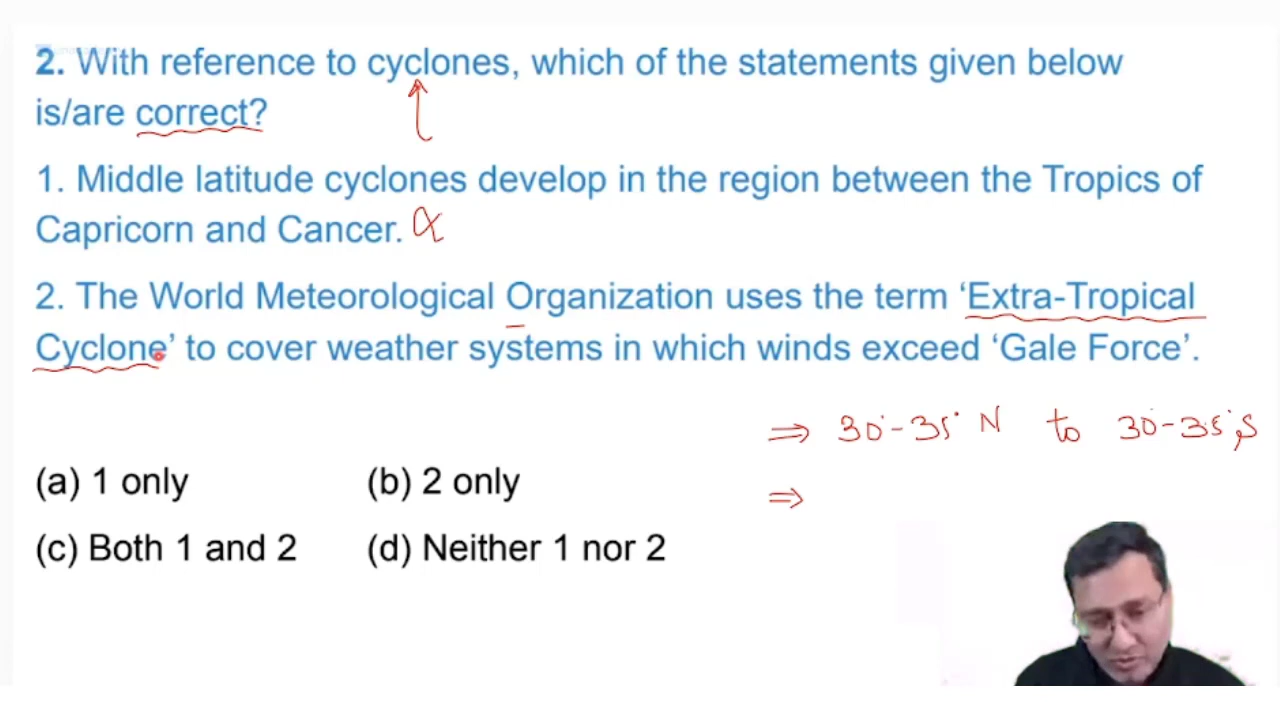 2. With reference to cyclones, which of the statements given below
is/are correct?
1. Middle latitude cyclones develop in the region between the Tropics of
Capricorn and Cancer.
2. The World Meteorological Organization uses the term ‘Extra-Tropical
Cyclone’ to cover weather systems in which winds exceed ‘Gale Force’.
⇒ 30°-35° N to 30°-35° S
(a) 1 only (b) 2 only
⇒
(c) Both 1 and 2 (d) Neither 1 nor 2